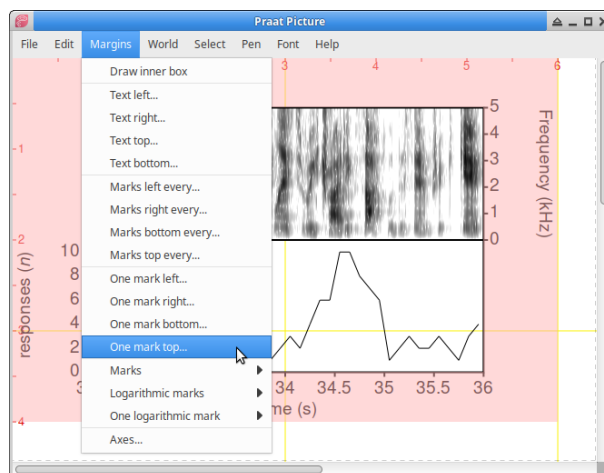 Praat Picture
File Edit Margins World Select Pen Font Help
Draw inner box
Text left...
Text right...
Text top...
Text bottom...
Marks left every...
Marks right every...
Marks bottom every...
Marks top every...
One mark left...
One mark right...
One mark bottom...
One mark top...
Marks
Logarithmic marks
One logarithmic mark
Axes...
3 4 5 6
-1
-2
-3
-4
5
4
3
2
1
0
Frequency (kHz)
10
8
6
4
2
0
responses (n)
3 34 34.5 35 35.5 36
me (s)